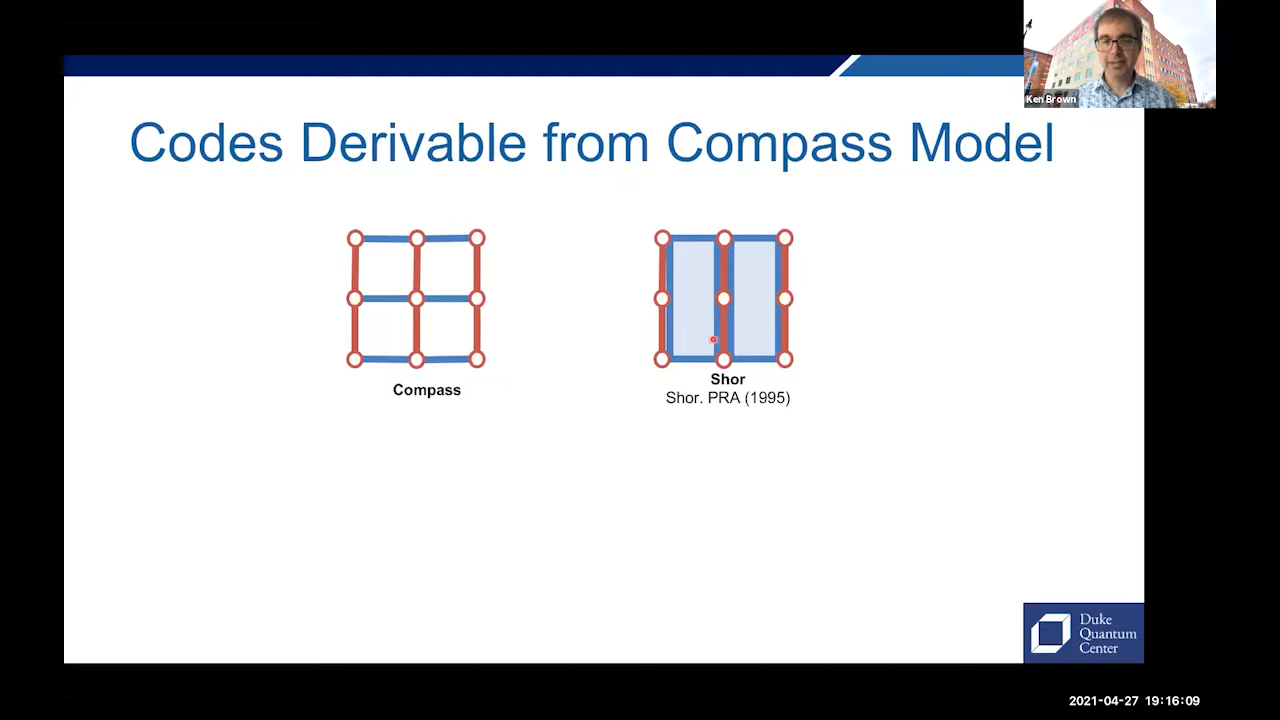 Ken Brown
Codes Derivable from Compass Model
Compass
Shor
Shor. PRA (1995)
Duke
Quantum
Center
2021-04-27 19:16:09